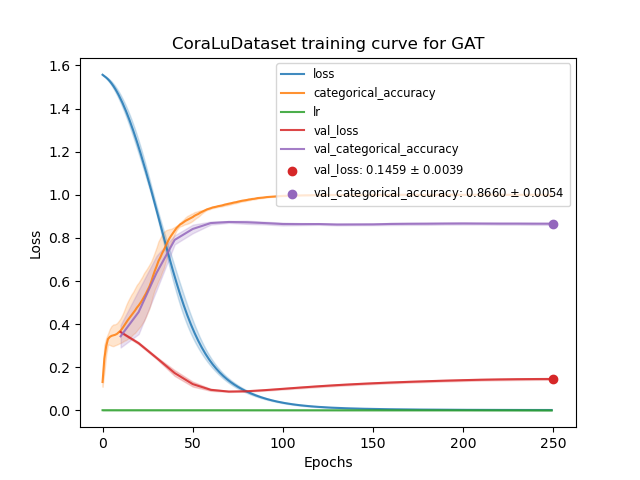 CoraLuDataset training curve for GAT
1.6
1.4
1.2
1.0
0.8
0.6
0.4
0.2
0.0
Loss
loss
categorical_accuracy
lr
val_loss
val_categorical_accuracy
val_loss: 0.1459 ± 0.0039
val_categorical_accuracy: 0.8660 ± 0.0054
0 50 100 150 200 250
Epochs